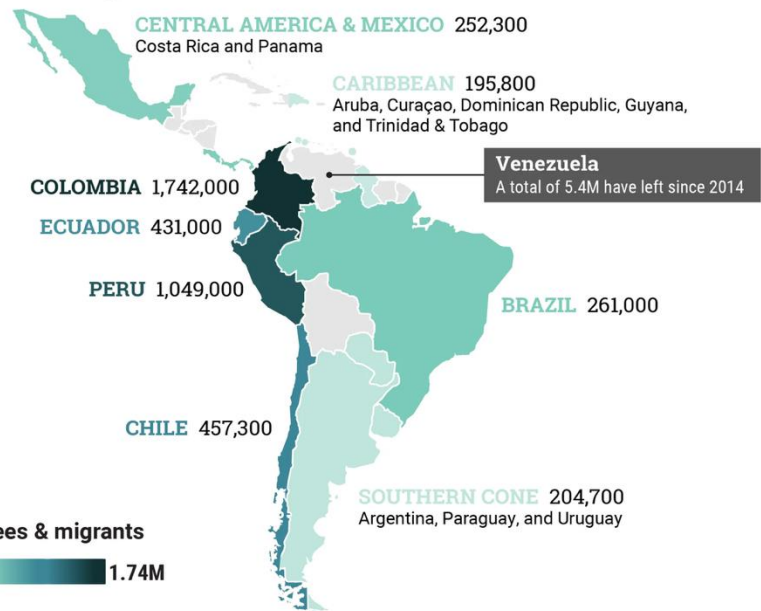 CENTRAL AMERICA & MEXICO 252,300
Costa Rica and Panama
CARIBBEAN 195,800
Aruba, Curaçao, Dominican Republic, Guyana,
and Trinidad & Tobago
Venezuela
A total of 5.4M have left since 2014
COLOMBIA 1,742,000
ECUADOR 431,000
PERU 1,049,000
BRAZIL 261,000
CHILE 457,300
SOUTHERN CONE 204,700
Argentina, Paraguay, and Uruguay
ees & migrants
1.74M